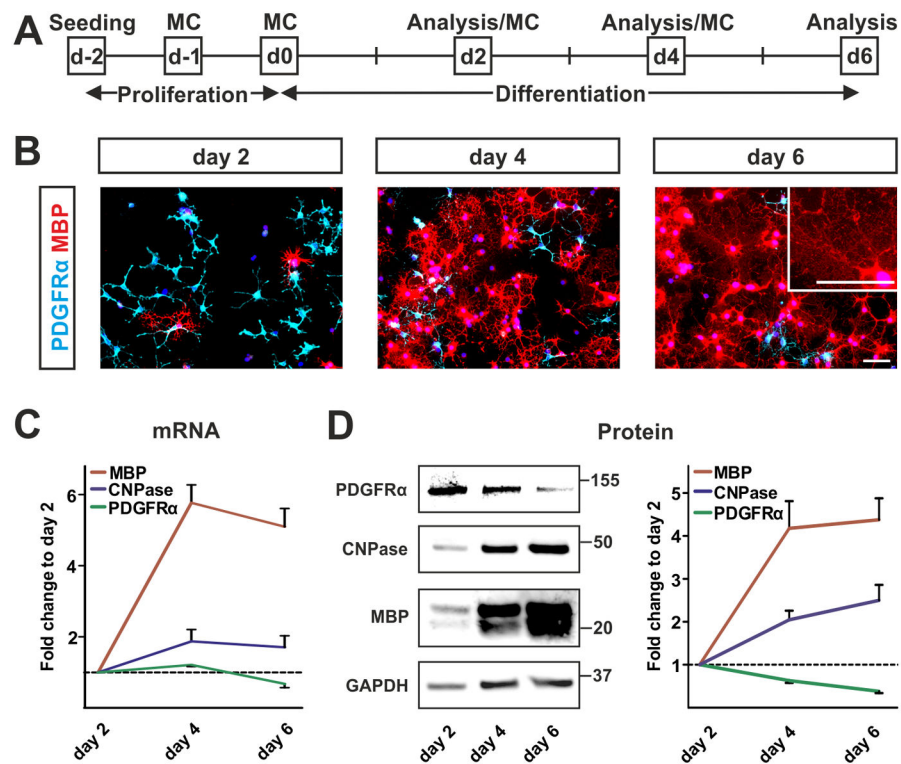 A
Seeding MC MC Analysis/MC Analysis/MC Analysis
d-2 d-1 d0 d2 d4 d6
Proliferation Differentiation
B
day 2 day 4 day 6
PDGFRα MBP
C
mRNA
MBP
CNPase
PDGFRα
Fold change to day 2
6
4
2
day 2 day 4 day 6
D
Protein
PDGFRα 155
CNPase 50
MBP 20
GAPDH 37
day 2 day 4 day 6
MBP
CNPase
PDGFRα
Fold change to day 2
5
4
3
2
1
day 2 day 4 day 6